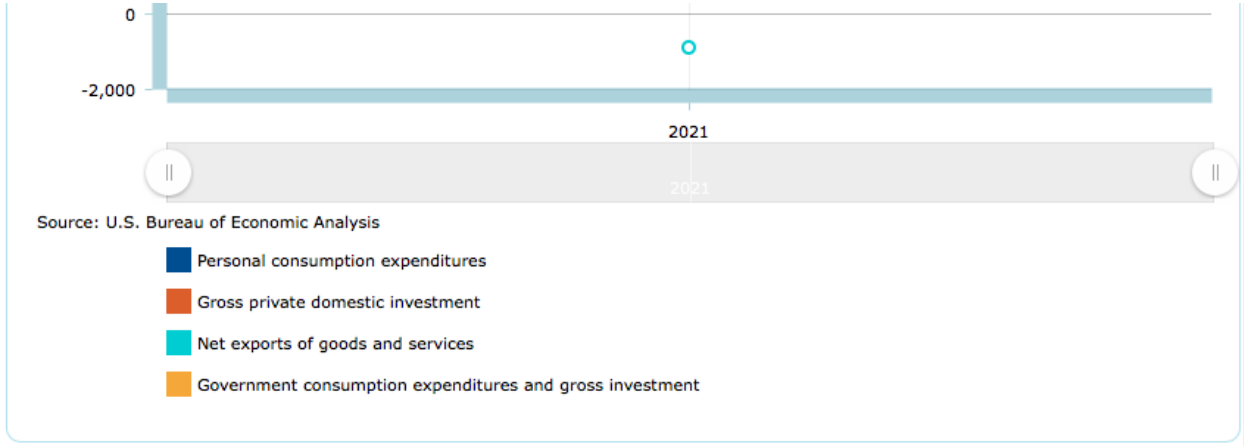 0
-2,000
2021
2021
Source: U.S. Bureau of Economic Analysis
Personal consumption expenditures
Gross private domestic investment
Net exports of goods and services
Government consumption expenditures and gross investment